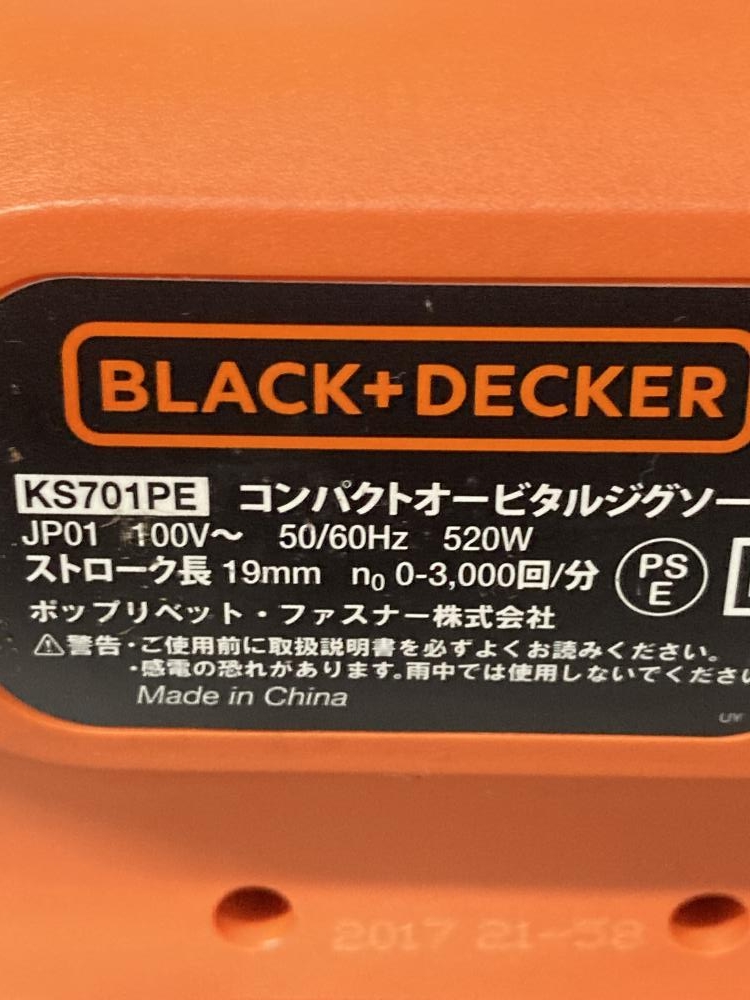 BLACK+DECKER
KS701PE コンパクトオービタルジグソー
JP01 100V～ 50/60Hz 520W
ストローク長 19mm n₀ 0-3,000回/分
PS
E
ポップリベット・ファスナー株式会社
⚠警告・ご使用前に取扱説明書を必ずよくお読みください。
・感電の恐れがあります。雨中では使用しないでください
Made in China
2017 21-38